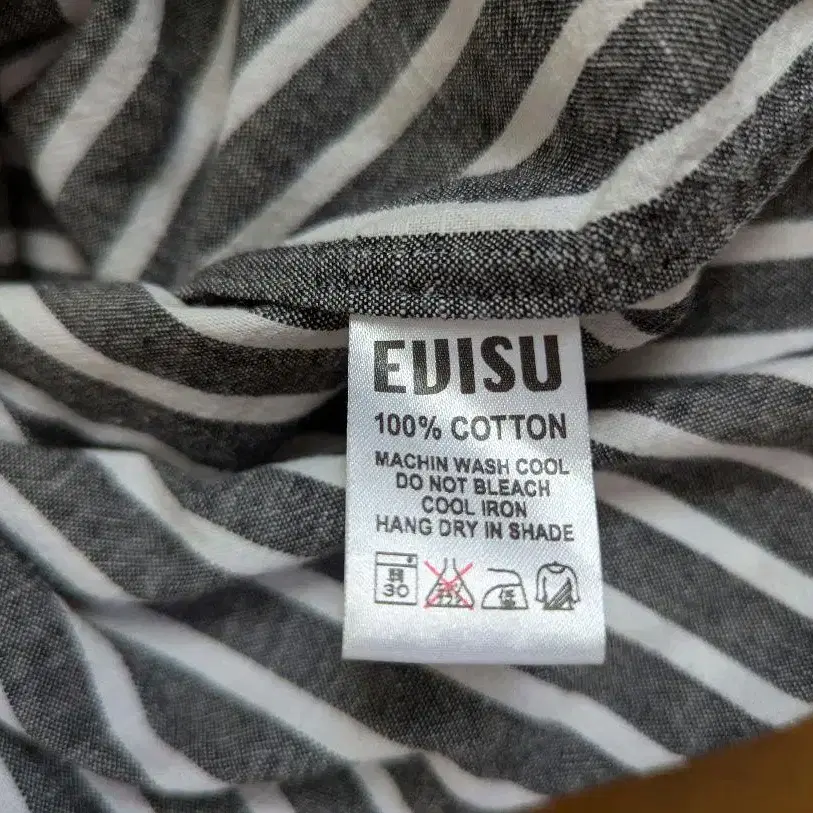 EVISU
100% COTTON
MACHIN WASH COOL
DO NOT BLEACH
COOL IRON
HANG DRY IN SHADE
30